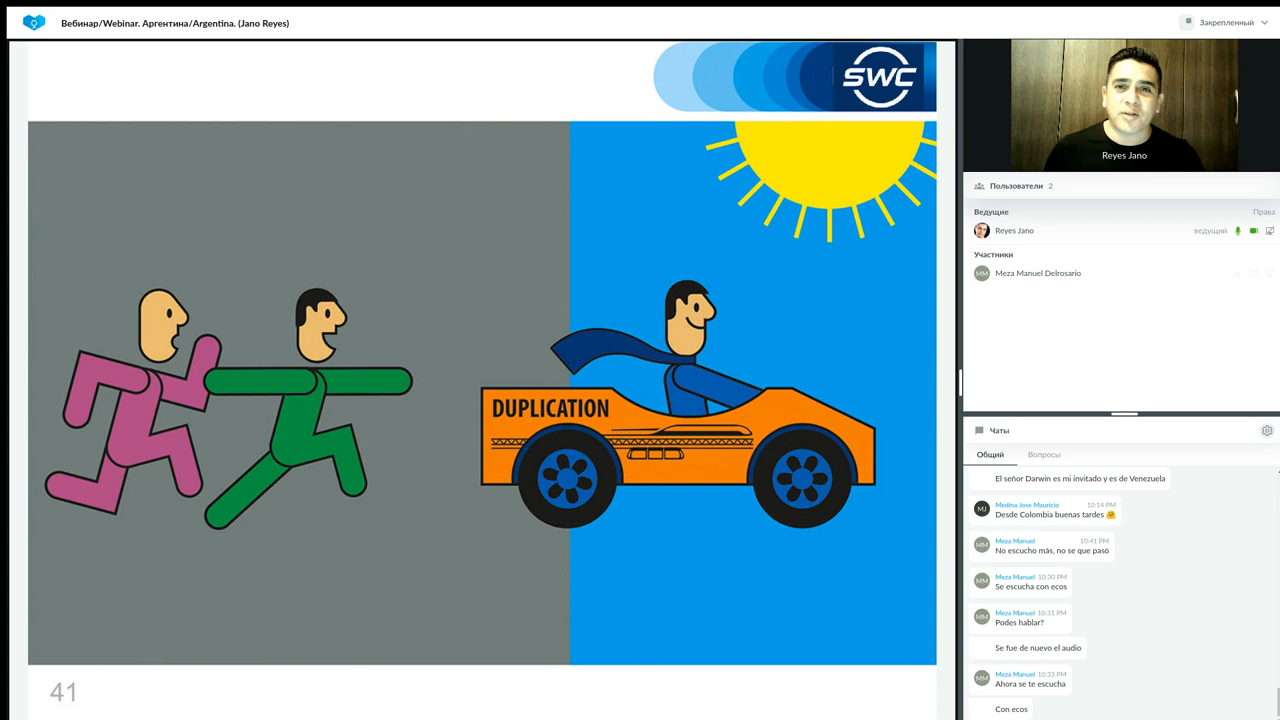 Вебинар/Webinar. Аргентина/Argentina. (Jano Reyes)
Закрепленный
SWC
DUPLICATION
41
Reyes Jano
Пользователи 2
Ведущие
Права
Reyes Jano
ведущий
Участники
MM
Meza Manuel Delrosario
Чаты
Общий
Вопросы
El señor Darwin es mi invitado y es de Venezuela
MJ
Medina Jose Mauricio 10:14 PM
Desde Colombia buenas tardes 🤗
MM
Meza Manuel 10:41 PM
No escucho más, no se que pasó
MM
Meza Manuel 10:30 PM
Se escucha con ecos
MM
Meza Manuel 10:31 PM
Podes hablar?
Se fue de nuevo el audio
MM
Meza Manuel 10:33 PM
Ahora se te escucha
Con ecos